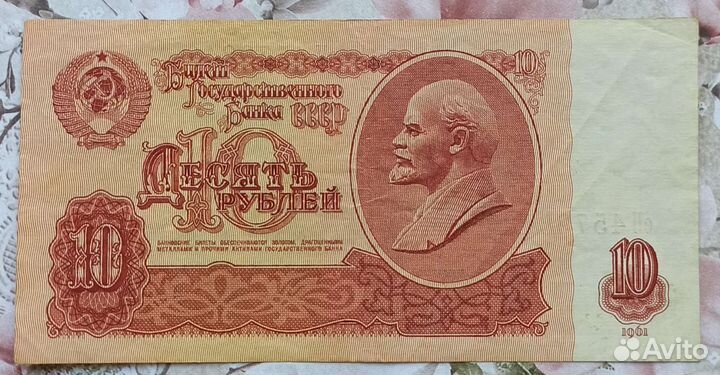 Билет 10
Государственного
Банка СССР
10
Десять
рублей
БАНКОВСКИЕ БИЛЕТЫ ОБЕСПЕЧИВАЮТСЯ ЗОЛОТОМ, ДРАГОЦЕННЫМИ
МЕТАЛЛАМИ И ПРОЧИМИ АКТИВАМИ ГОСУДАРСТВЕННОГО БАНКА
10
10
1961
Avito